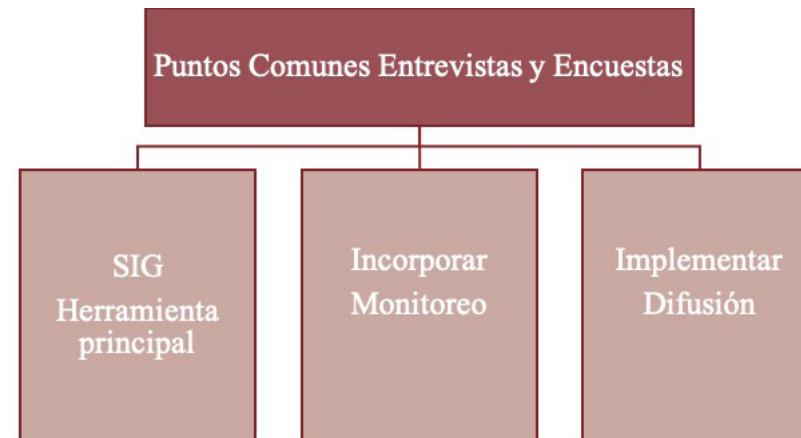 Puntos Comunes Entrevistas y Encuestas
SIG
Herramienta
principal
Incorporar
Monitoreo
Implementar
Difusión